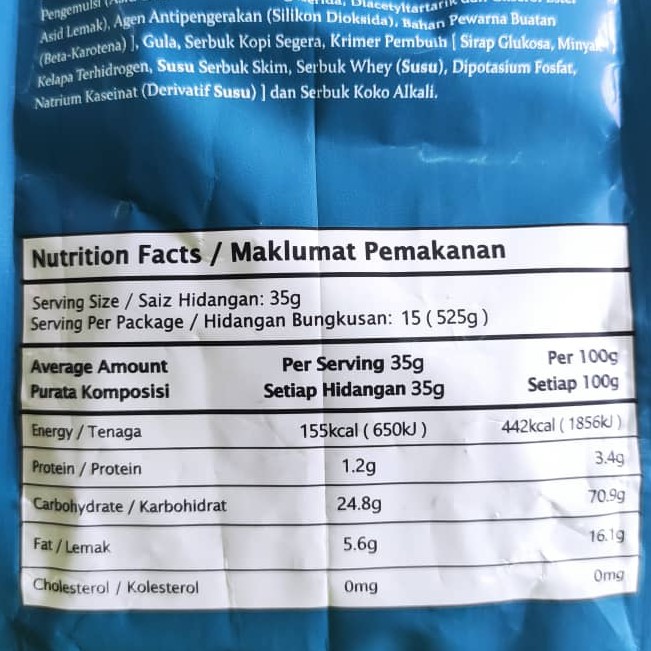 Pengemulsi
Diacetyltartarik
Asid Lemak), Agen Antipengerakan (Silikon Dioksida), Bahan Pewarna Buatan
(Beta-Karotena) ], Gula, Serbuk Kopi Segera, Krimer Pembuih [ Sirap Glukosa, Minyak
Kelapa Terhidrogen, Susu Serbuk Skim, Serbuk Whey (Susu), Dipotasium Fosfat,
Natrium Kaseinat (Derivatif Susu) ] dan Serbuk Koko Alkali.
Nutrition Facts / Maklumat Pemakanan
Serving Size / Saiz Hidangan: 35g
Serving Per Package / Hidangan Bungkusan: 15 ( 525g )
Average Amount Per Serving 35g Per 100g
Purata Komposisi Setiap Hidangan 35g Setiap 100g
Energy / Tenaga 155kcal ( 650kJ ) 442kcal ( 1856kJ )
Protein / Protein 1.2g 3.4g
Carbohydrate / Karbohidrat 24.8g 70.9g
Fat / Lemak 5.6g 16.1g
Cholesterol / Kolesterol 0mg 0mg